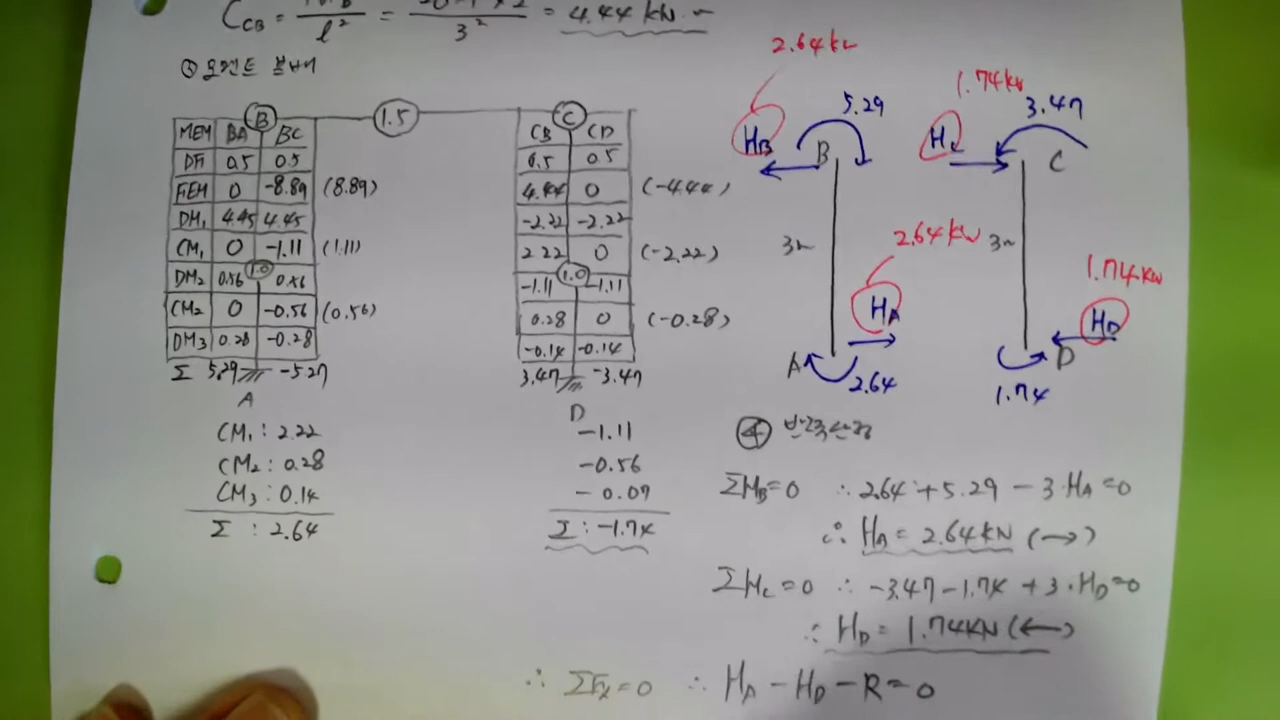 C_CB = / l² = / 3² = 4.44 kN·m
③ 모멘트 분배
B 1.5 C
MEM BA BC
DF 0.5 0.5
FEM 0 -8.89 (8.89)
DM₁ 4.45 4.45
CM₁ 0 -1.11 (1.11)
1.0
DM₂ 0.56 0.56
CM₂ 0 -0.56 (0.56)
DM₃ 0.28 -0.28
Σ 5.29 -5.27
A
CM₁ : 2.22
CM₂ : 0.28
CM₃ : 0.14
Σ : 2.64
CB CD
0.5 0.5
4.44 0 (-4.44)
-2.22 -2.22
2.22 0 (-2.22)
1.0
-1.11 -1.11
0.28 0 (-0.28)
-0.14 -0.14
3.47 -3.47
D
-1.11
-0.56
-0.07
Σ : -1.74
2.64kN
H_B 5.29
B
3m
2.64kN
H_A
A
2.64
1.74kN
H_C 3.47
C
3m
1.74kN
H_D
D
1.74
④ 반력산정
ΣM_B=0 ∴ 2.64+5.29-3·H_A=0
∴ H_A = 2.64kN (→)
ΣM_C=0 ∴ -3.47-1.74+3·H_D=0
∴ H_D = 1.74kN (←)
∴ ΣF_x=0 ∴ H_A-H_D-R=0